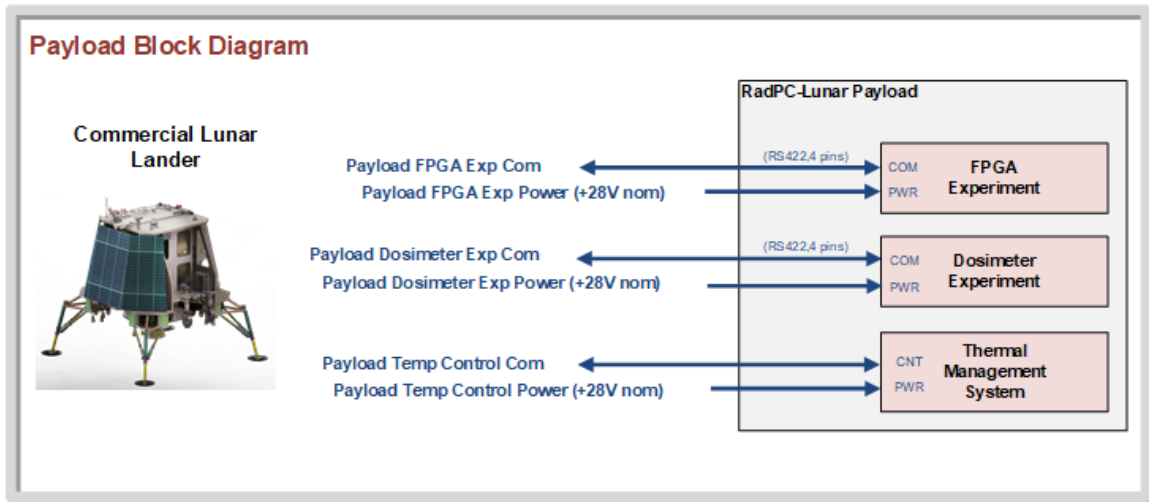 Payload Block Diagram
Commercial Lunar
Lander
RadPC-Lunar Payload
Payload FPGA Exp Com
(RS422,4 pins)
COM
FPGA
Experiment
Payload FPGA Exp Power (+28V nom)
PWR
Payload Dosimeter Exp Com
(RS422,4 pins)
COM
Dosimeter
Experiment
Payload Dosimeter Exp Power (+28V nom)
PWR
Payload Temp Control Com
CNT
Thermal
Management
System
Payload Temp Control Power (+28V nom)
PWR